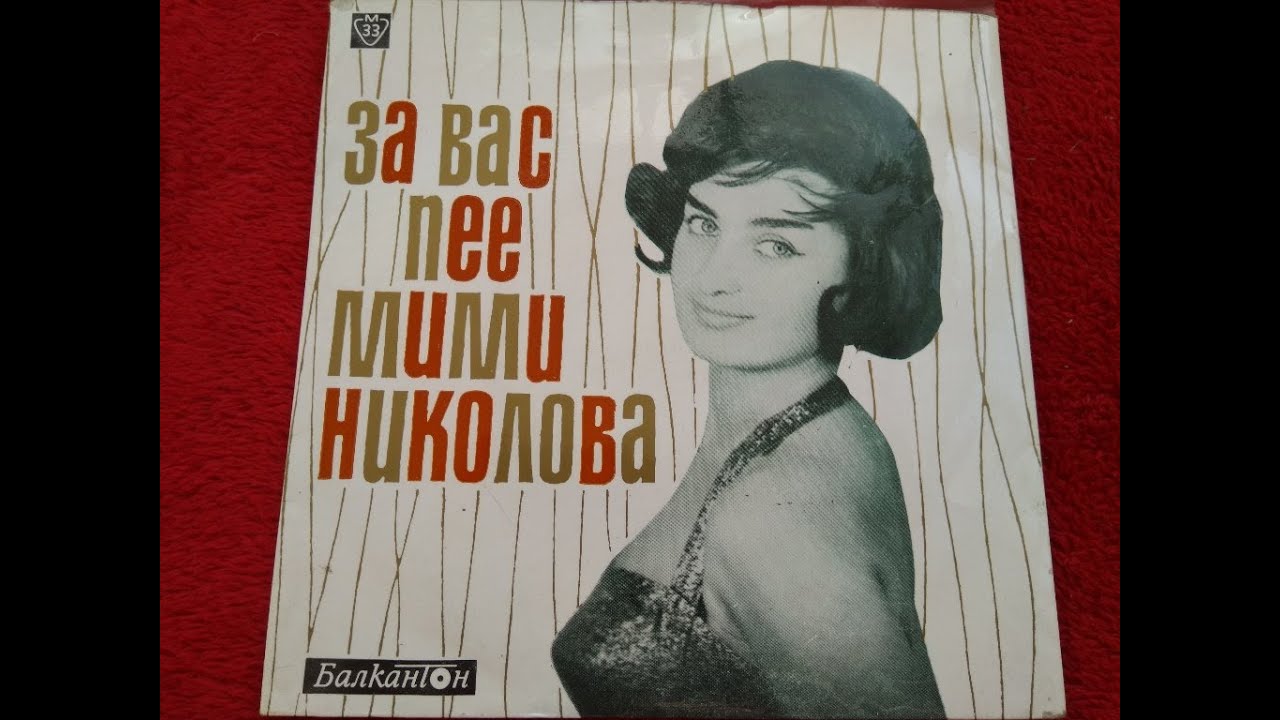 М
33
за вас
пее
мими
николова
Балкантон